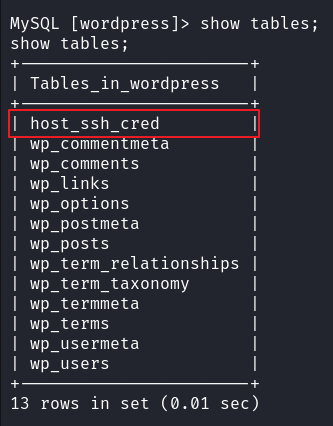 MySQL [wordpress]> show tables;
show tables;
+-----------------------+
| Tables_in_wordpress   |
+-----------------------+
| host_ssh_cred         |
| wp_commentmeta        |
| wp_comments           |
| wp_links              |
| wp_options            |
| wp_postmeta           |
| wp_posts              |
| wp_term_relationships |
| wp_term_taxonomy      |
| wp_termmeta           |
| wp_terms              |
| wp_usermeta           |
| wp_users              |
+-----------------------+
13 rows in set (0.01 sec)